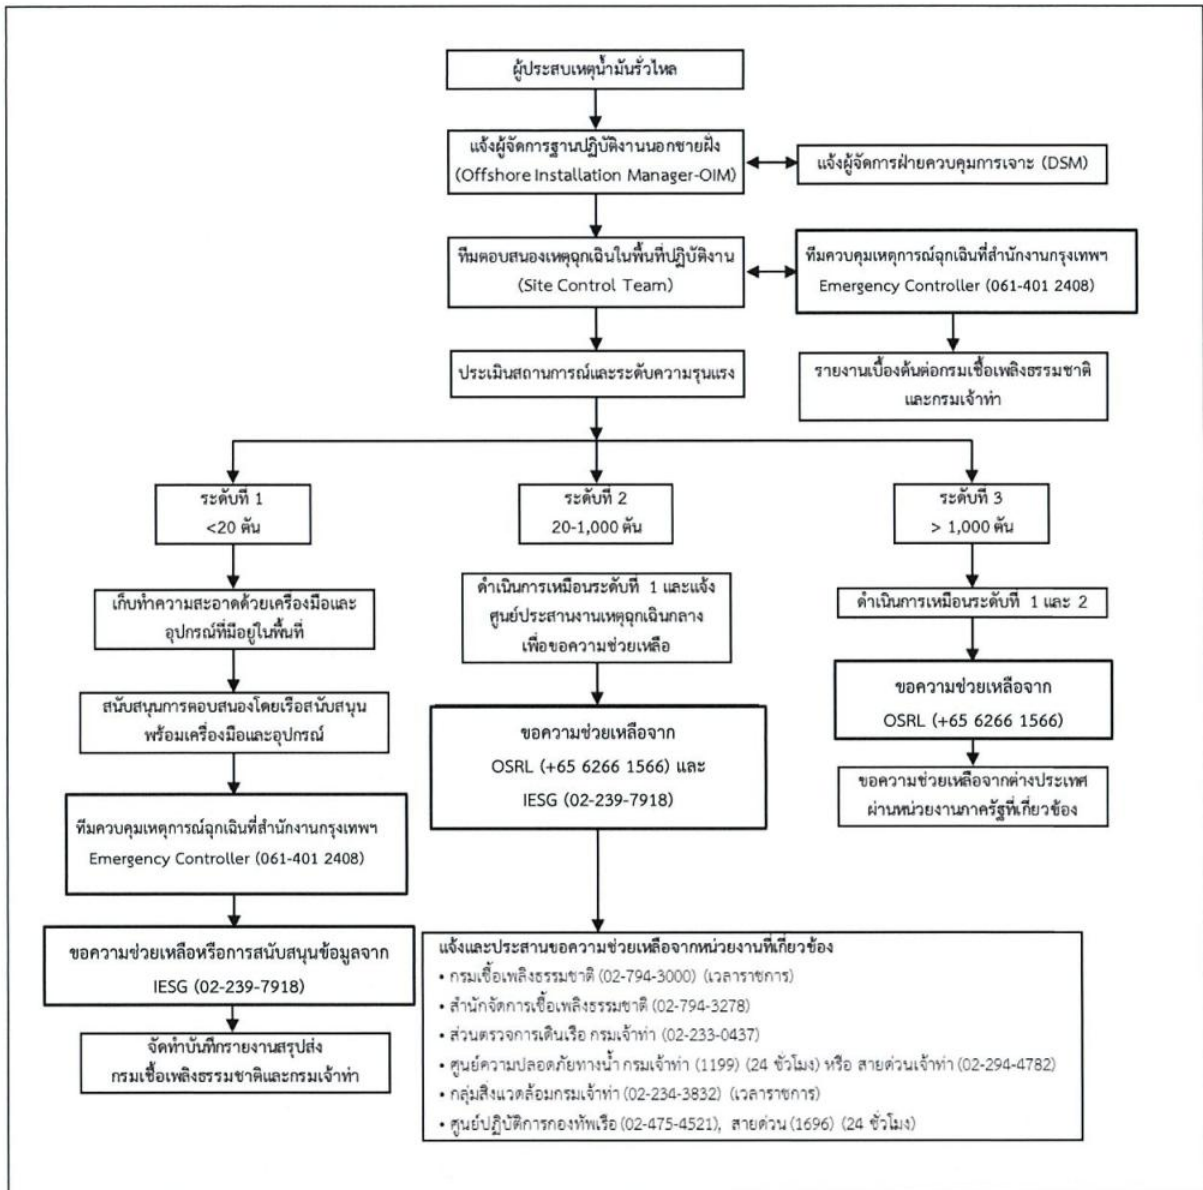 ผู้ประสบเหตุน้ำมันรั่วไหล
แจ้งผู้จัดการฐานปฏิบัติงานนอกชายฝั่ง
(Offshore Installation Manager-OIM)
แจ้งผู้จัดการฝ่ายควบคุมการเจาะ (DSM)
ทีมตอบสนองเหตุฉุกเฉินในพื้นที่ปฏิบัติงาน
(Site Control Team)
ทีมควบคุมเหตุการณ์ฉุกเฉินที่สำนักงานกรุงเทพฯ
Emergency Controller (061-401 2408)
ประเมินสถานการณ์และระดับความรุนแรง
รายงานเบื้องต้นต่อกรมเชื้อเพลิงธรรมชาติ
และกรมเจ้าท่า
ระดับที่ 1
<20 ตัน
เก็บทำความสะอาดด้วยเครื่องมือและ
อุปกรณ์ที่มีอยู่ในพื้นที่
สนับสนุนการตอบสนองโดยเรือสนับสนุน
พร้อมเครื่องมือและอุปกรณ์
ทีมควบคุมเหตุการณ์ฉุกเฉินที่สำนักงานกรุงเทพฯ
Emergency Controller (061-401 2408)
ขอความช่วยเหลือหรือการสนับสนุนข้อมูลจาก
IESG (02-239-7918)
จัดทำบันทึกรายงานสรุปส่ง
กรมเชื้อเพลิงธรรมชาติและกรมเจ้าท่า
ระดับที่ 2
20-1,000 ตัน
ดำเนินการเหมือนระดับที่ 1 และแจ้ง
ศูนย์ประสานงานเหตุฉุกเฉินกลาง
เพื่อขอความช่วยเหลือ
ขอความช่วยเหลือจาก
OSRL (+65 6266 1566) และ
IESG (02-239-7918)
แจ้งและประสานขอความช่วยเหลือจากหน่วยงานที่เกี่ยวข้อง
• กรมเชื้อเพลิงธรรมชาติ (02-794-3000) (เวลาราชการ)
• สำนักจัดการเชื้อเพลิงธรรมชาติ (02-794-3278)
• ส่วนตรวจการเดินเรือ กรมเจ้าท่า (02-233-0437)
• ศูนย์ความปลอดภัยทางน้ำ กรมเจ้าท่า (1199) (24 ชั่วโมง) หรือ สายด่วนเจ้าท่า (02-294-4782)
• กลุ่มสิ่งแวดล้อมกรมเจ้าท่า (02-234-3832) (เวลาราชการ)
• ศูนย์ปฏิบัติการกองทัพเรือ (02-475-4521), สายด่วน (1696) (24 ชั่วโมง)
ระดับที่ 3
> 1,000 ตัน
ดำเนินการเหมือนระดับที่ 1 และ 2
ขอความช่วยเหลือจาก
OSRL (+65 6266 1566)
ขอความช่วยเหลือจากต่างประเทศ
ผ่านหน่วยงานภาครัฐที่เกี่ยวข้อง